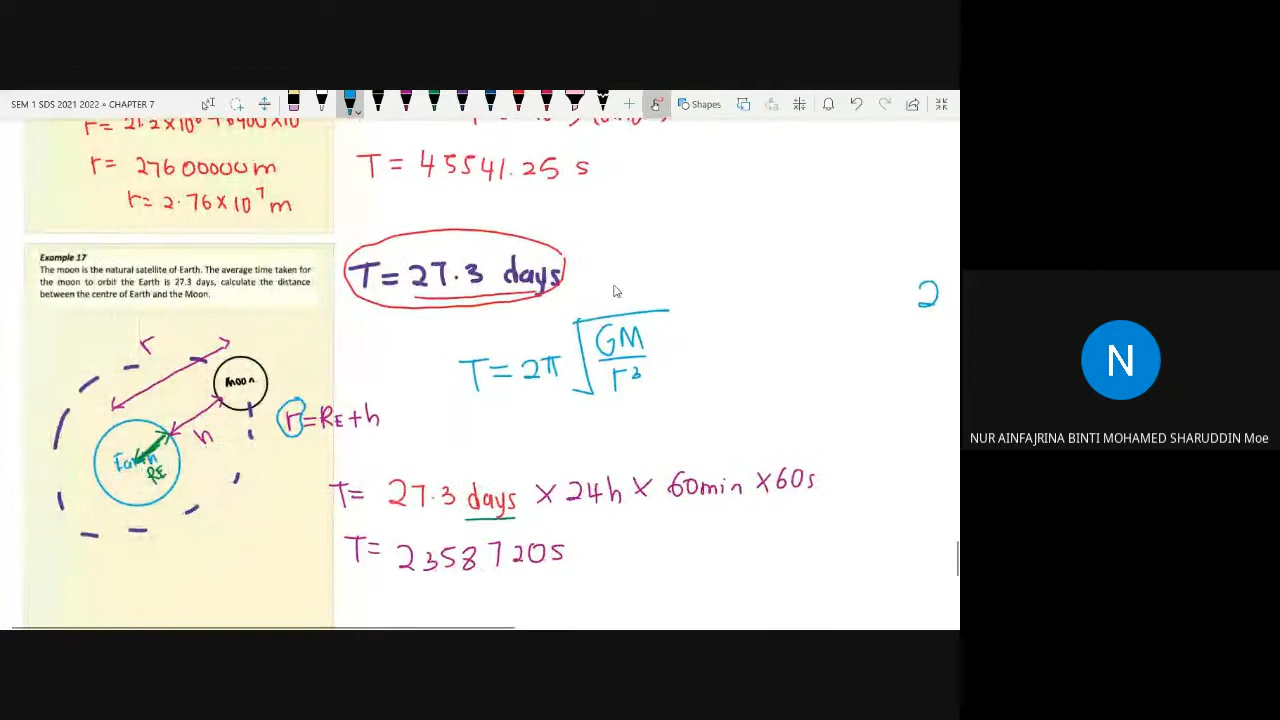 SEM 1 SDS 2021 2022 » CHAPTER 7
Shapes
r= 2760000m
r= 2.76×10⁷m
T= 45541.25 s
Example 17
The moon is the natural satellite of Earth. The average time taken for
the moon to orbit the Earth is 27.3 days, calculate the distance
between the centre of Earth and the Moon.
T= 27.3 days
2
T= 2π √(GM/r³)
r
moon
h
Earth
RE
r=RE+h
T= 27.3 days × 24h × 60min ×60s
T= 2358720s
N
NUR AINFAJRINA BINTI MOHAMED SHARUDDIN Moe